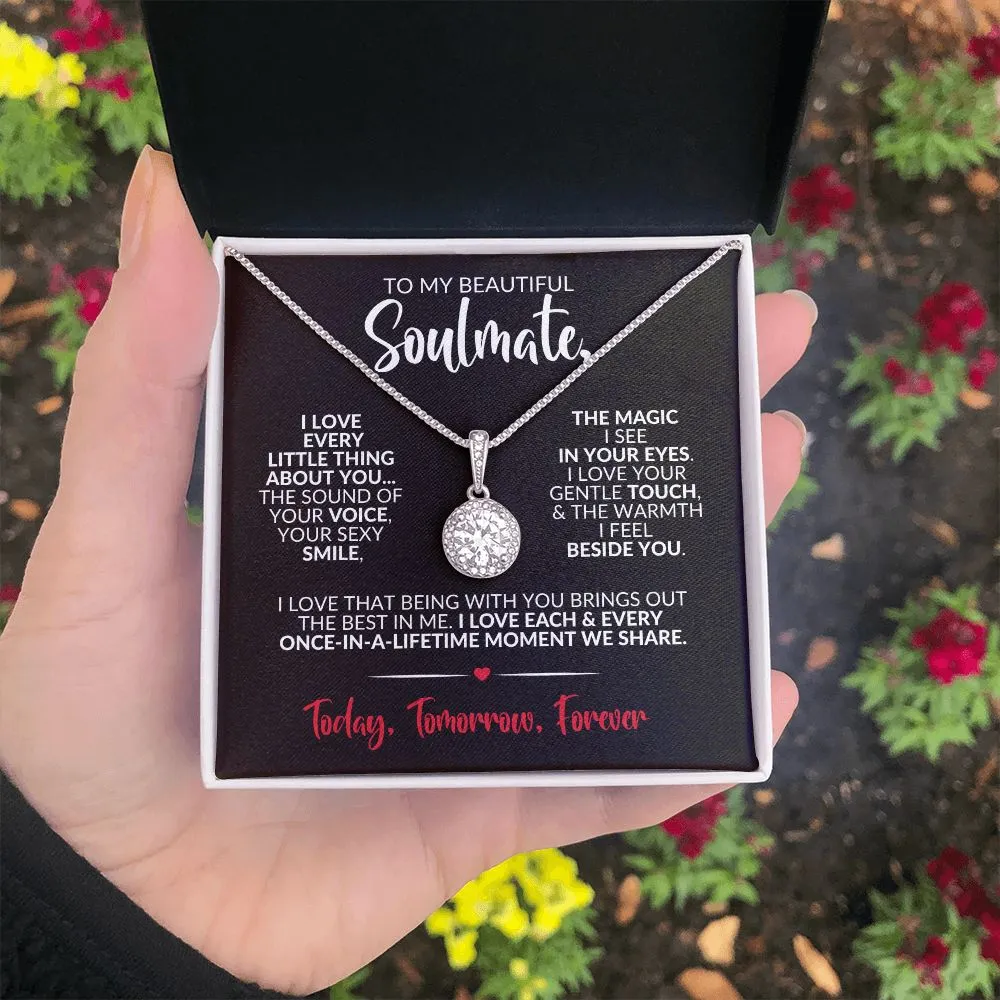 TO MY BEAUTIFUL
Soulmate,
I LOVE
EVERY
LITTLE THING
ABOUT YOU...
THE SOUND OF
YOUR VOICE,
YOUR SEXY
SMILE,
THE MAGIC
I SEE
IN YOUR EYES.
I LOVE YOUR
GENTLE TOUCH,
& THE WARMTH
I FEEL
BESIDE YOU.
I LOVE THAT BEING WITH YOU BRINGS OUT
THE BEST IN ME. I LOVE EACH & EVERY
ONCE-IN-A-LIFETIME MOMENT WE SHARE.
Today, Tomorrow, Forever